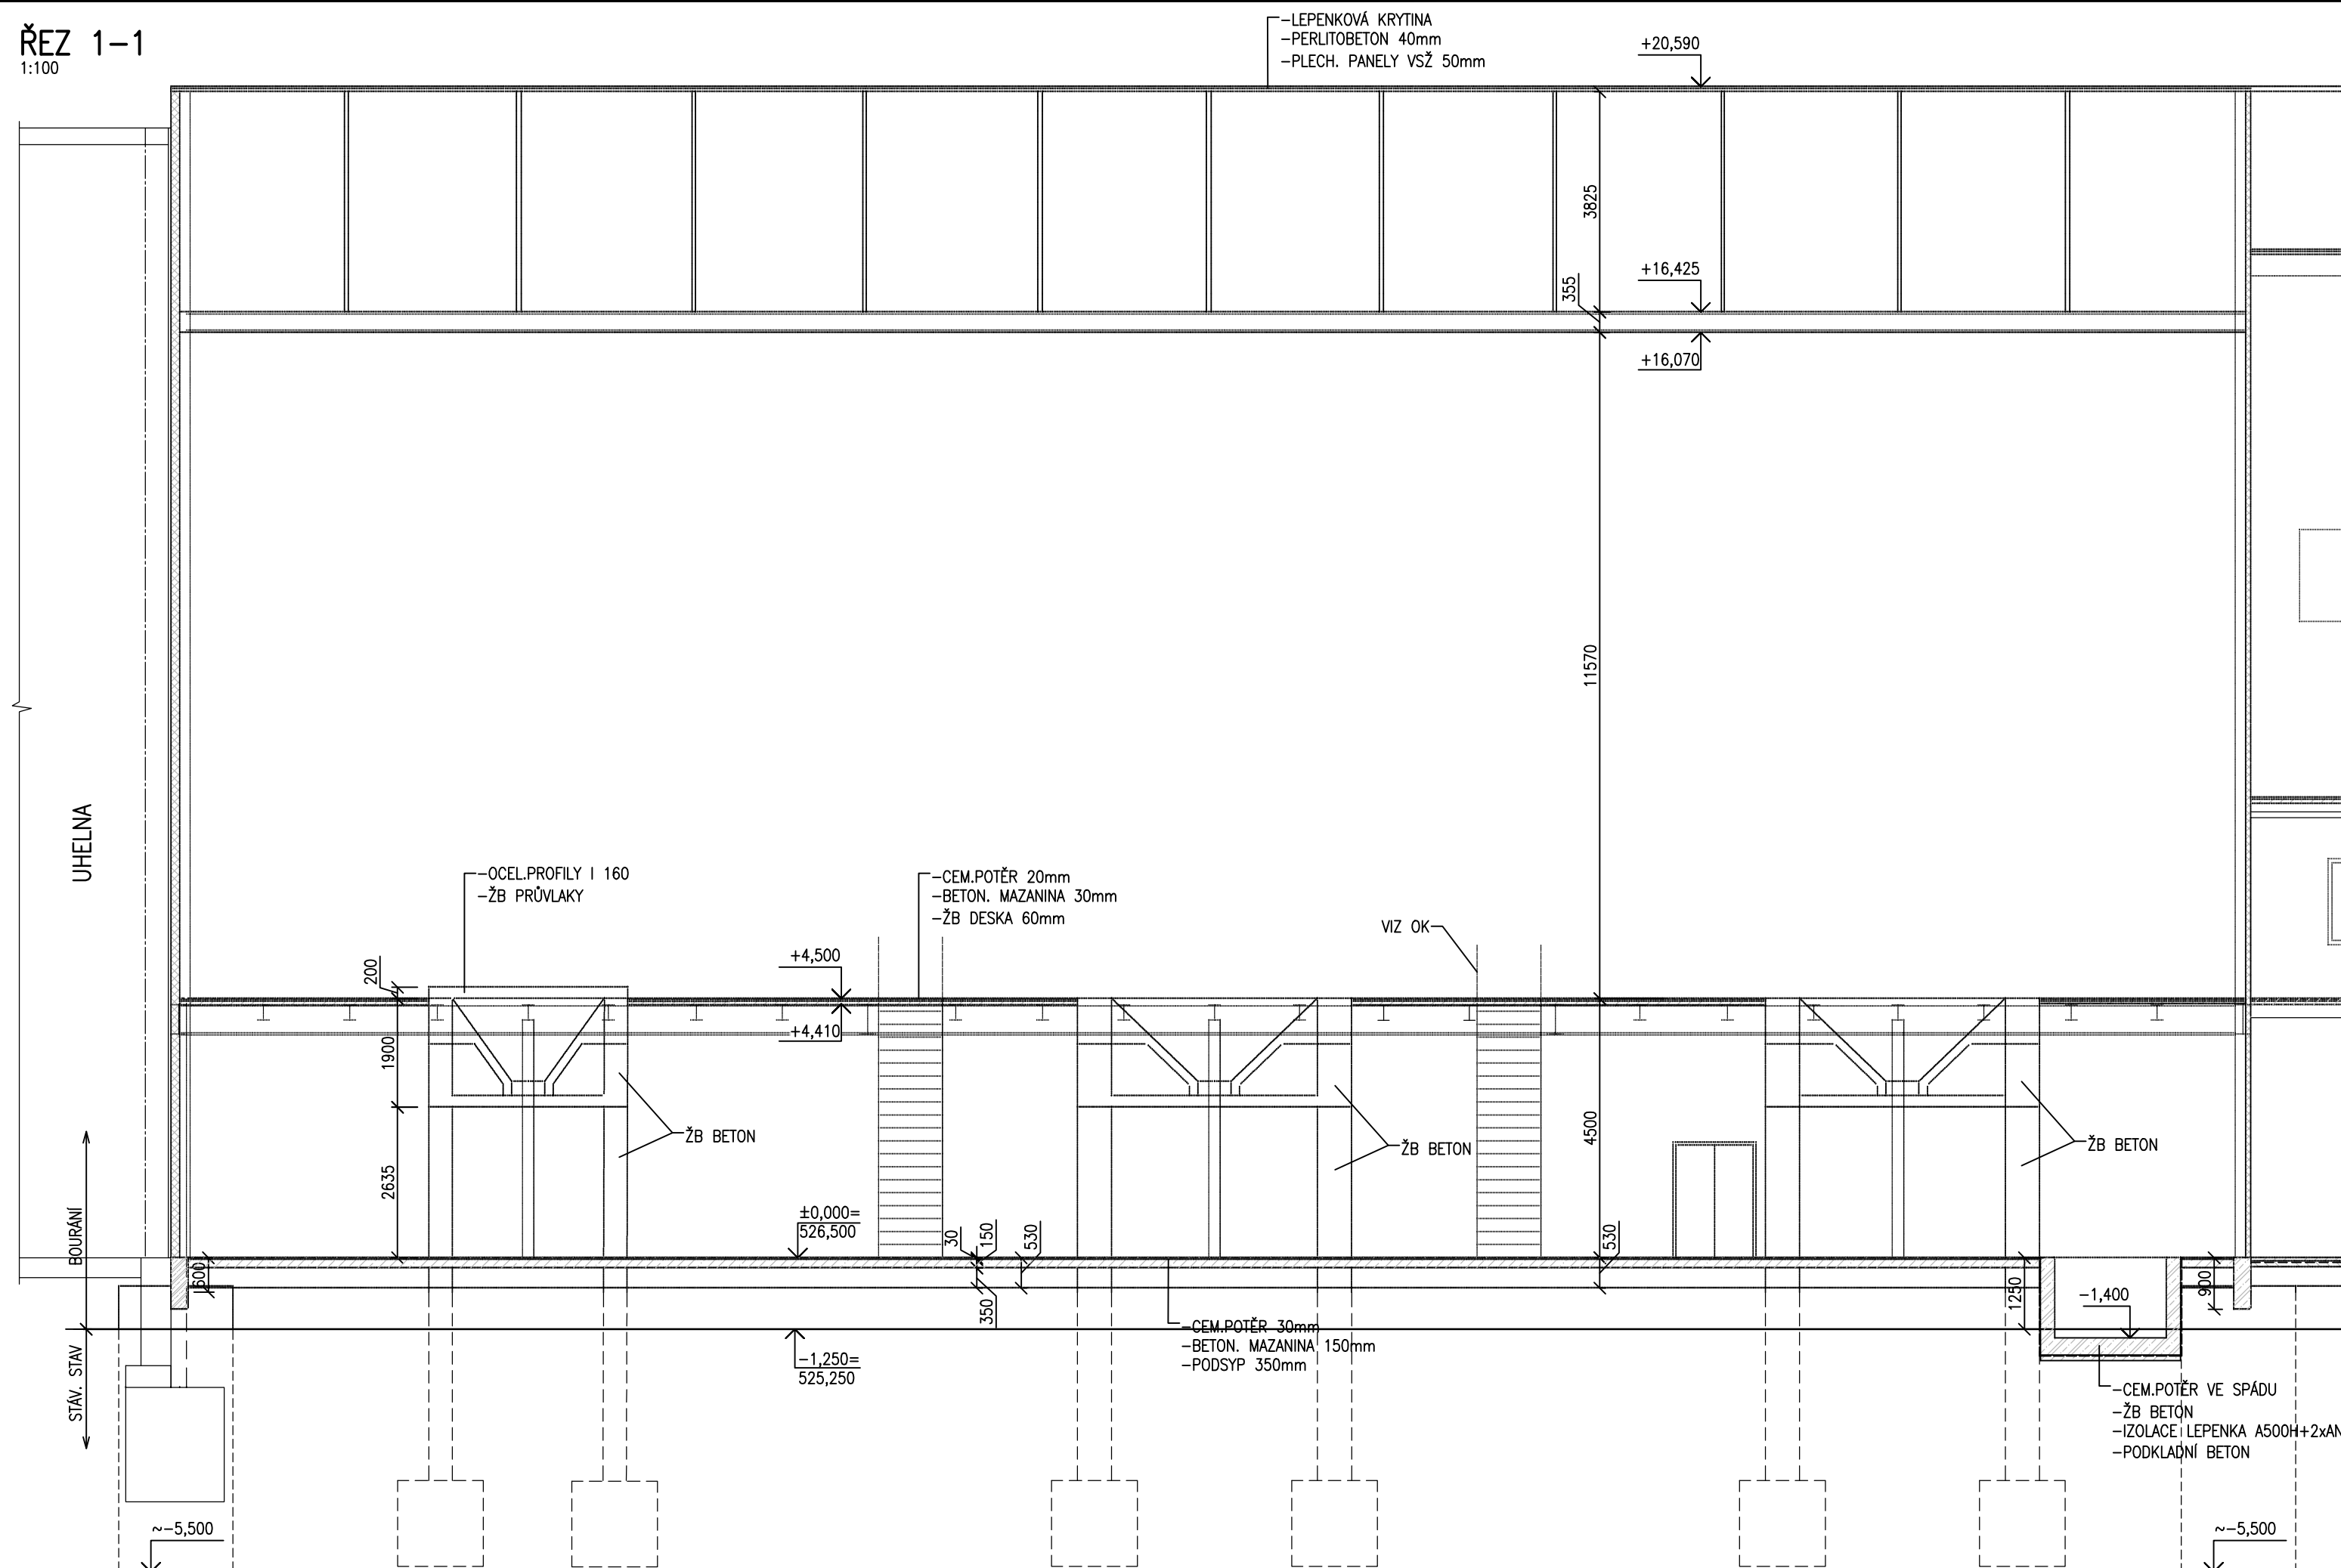 ŘEZ 1-1
1:100
-LEPENKOVÁ KRYTINA
-PERLITOBETON 40mm
-PLECH. PANELY VSŽ 50mm
+20,590
3825
355
+16,425
+16,070
11570
UHELNA
-OCEL.PROFILY I 160
-ŽB PRŮVLAKY
-CEM.POTĚR 20mm
-BETON. MAZANINA 30mm
-ŽB DESKA 60mm
VIZ OK
200
+4,500
+4,410
1900
2635
4500
ŽB BETON
ŽB BETON
ŽB BETON
BOURÁNÍ
STÁV. STAV
±0,000=
526,500
30
150
530
530
600
350
1250
900
-1,400
-1,250=
525,250
-CEM.POTĚR 30mm
-BETON. MAZANINA 150mm
-PODSYP 350mm
-CEM.POTĚR VE SPÁDU
-ŽB BETON
-IZOLACE LEPENKA A500H+2xAN
-PODKLADNÍ BETON
~-5,500
~-5,500